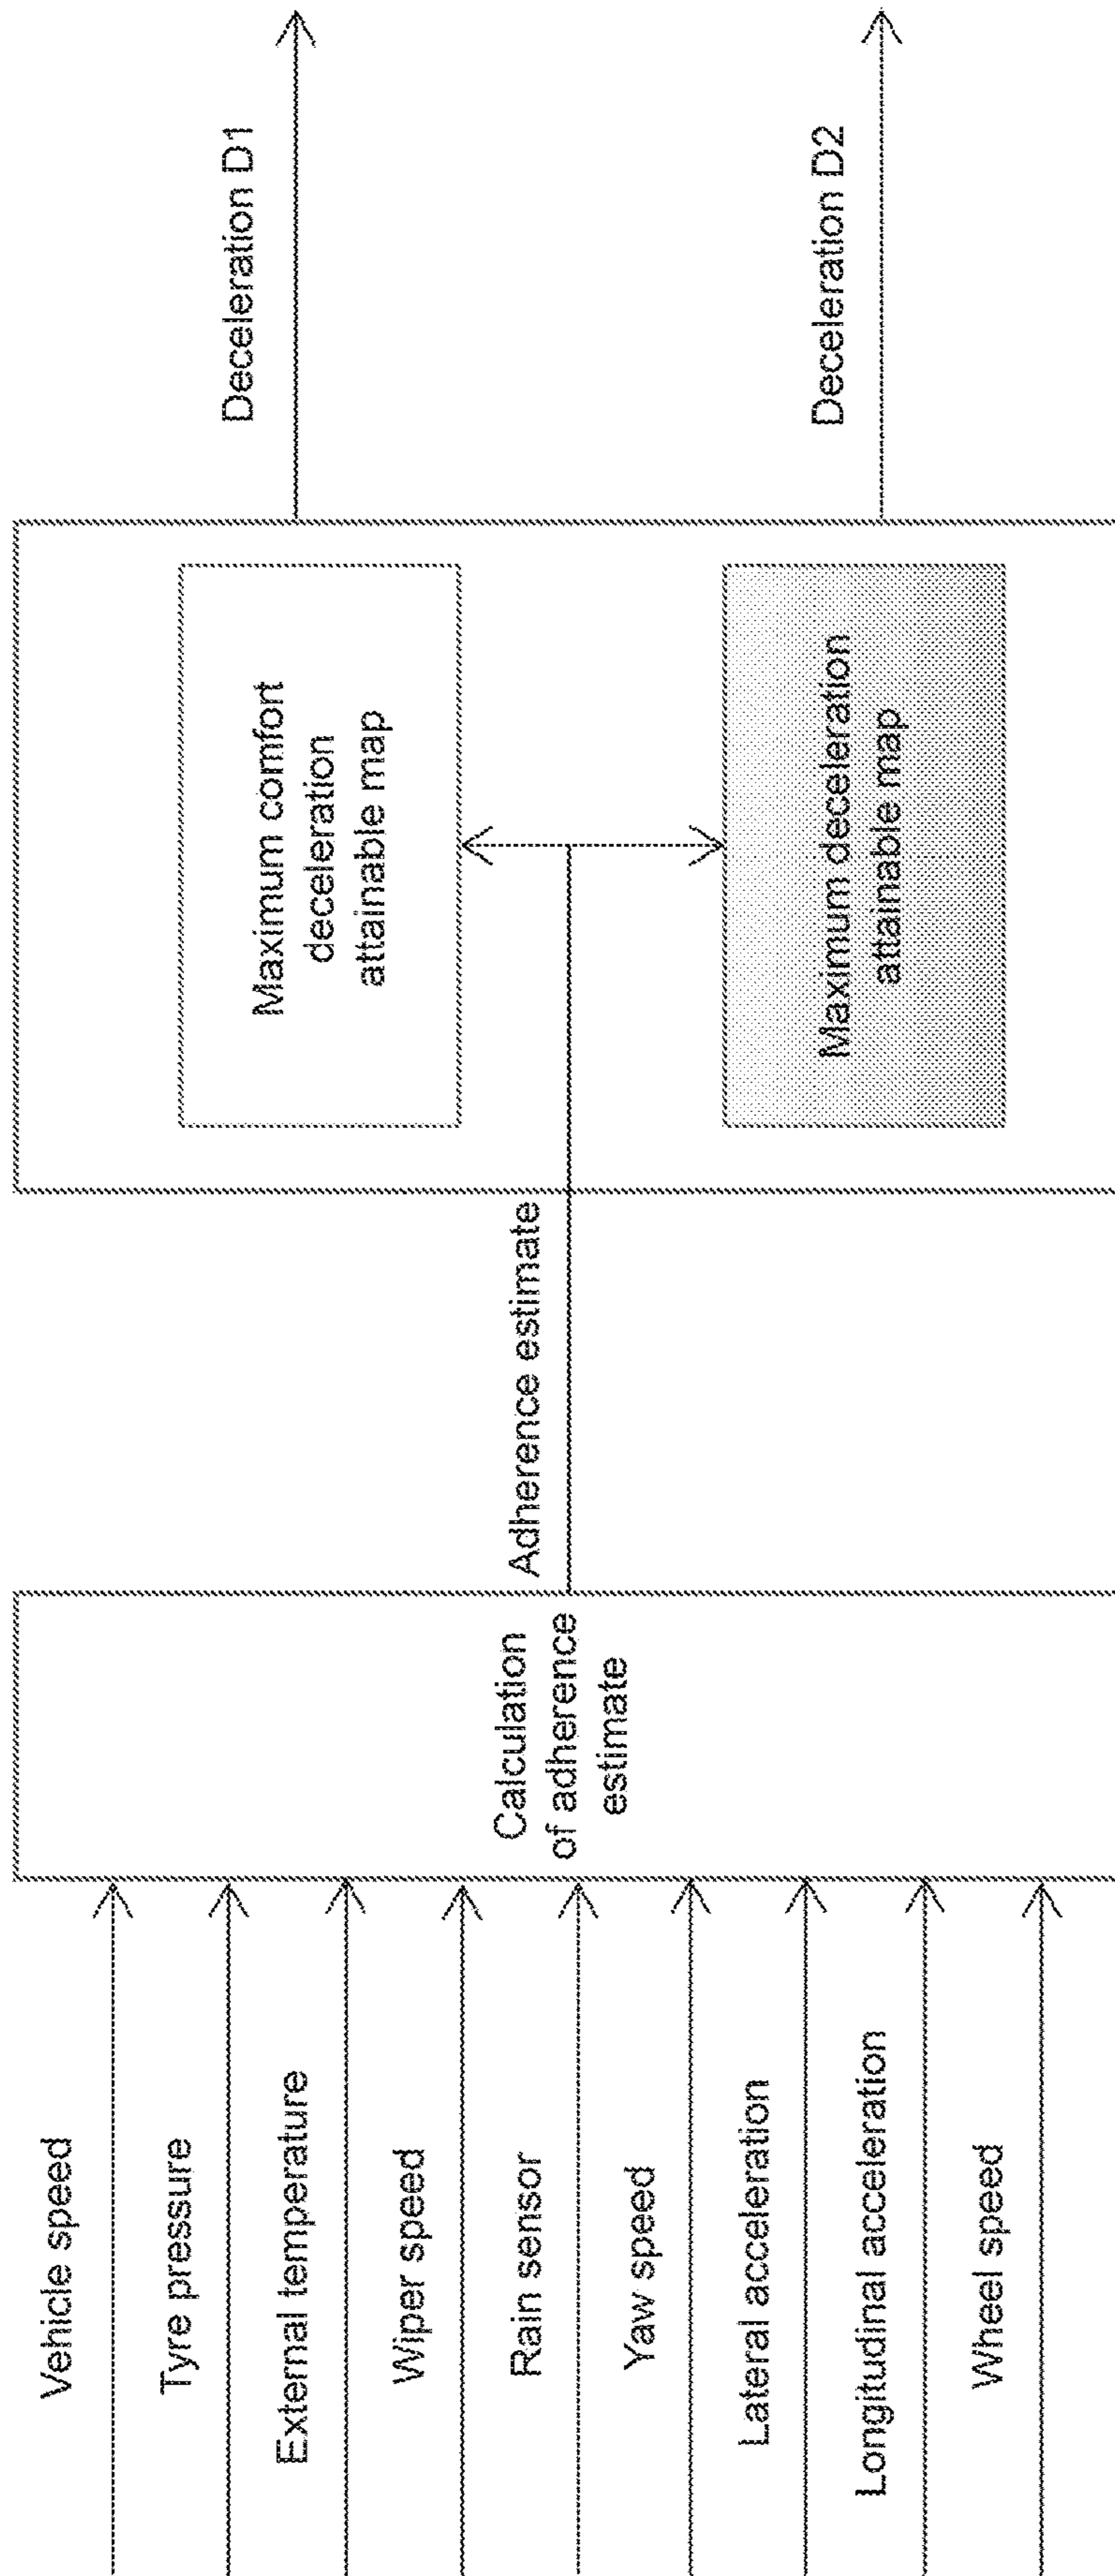 Vehicle speed
Tyre pressure
External temperature
Wiper speed
Rain sensor
Yaw speed
Lateral acceleration
Longitudinal acceleration
Wheel speed
Calculation
of adherence
estimate
Adherence estimate
Maximum comfort
deceleration
attainable map
Maximum deceleration
attainable map
Deceleration D1
Deceleration D2